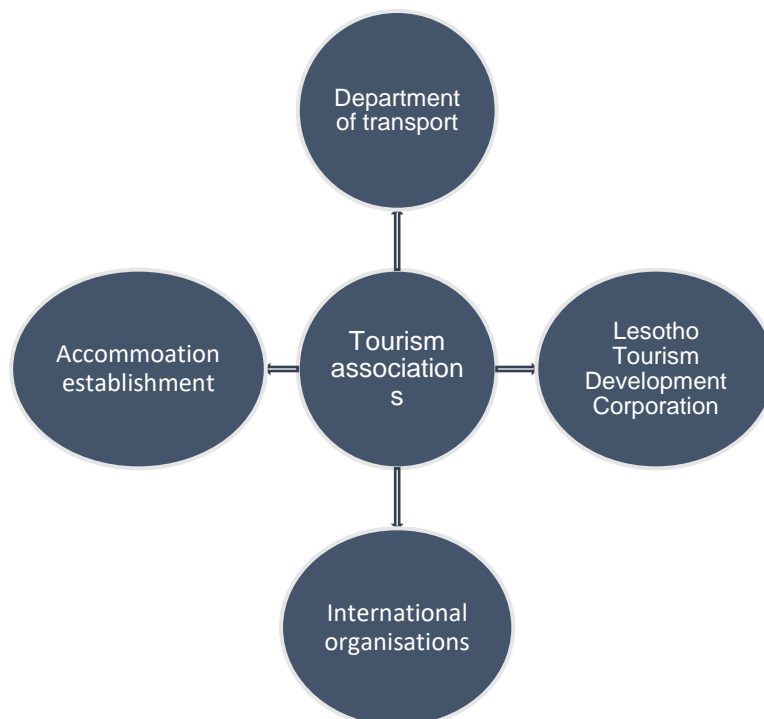 Department
of transport
Accommoation
establishment
Tourism
association
s
Lesotho
Tourism
Development
Corporation
International
organisations